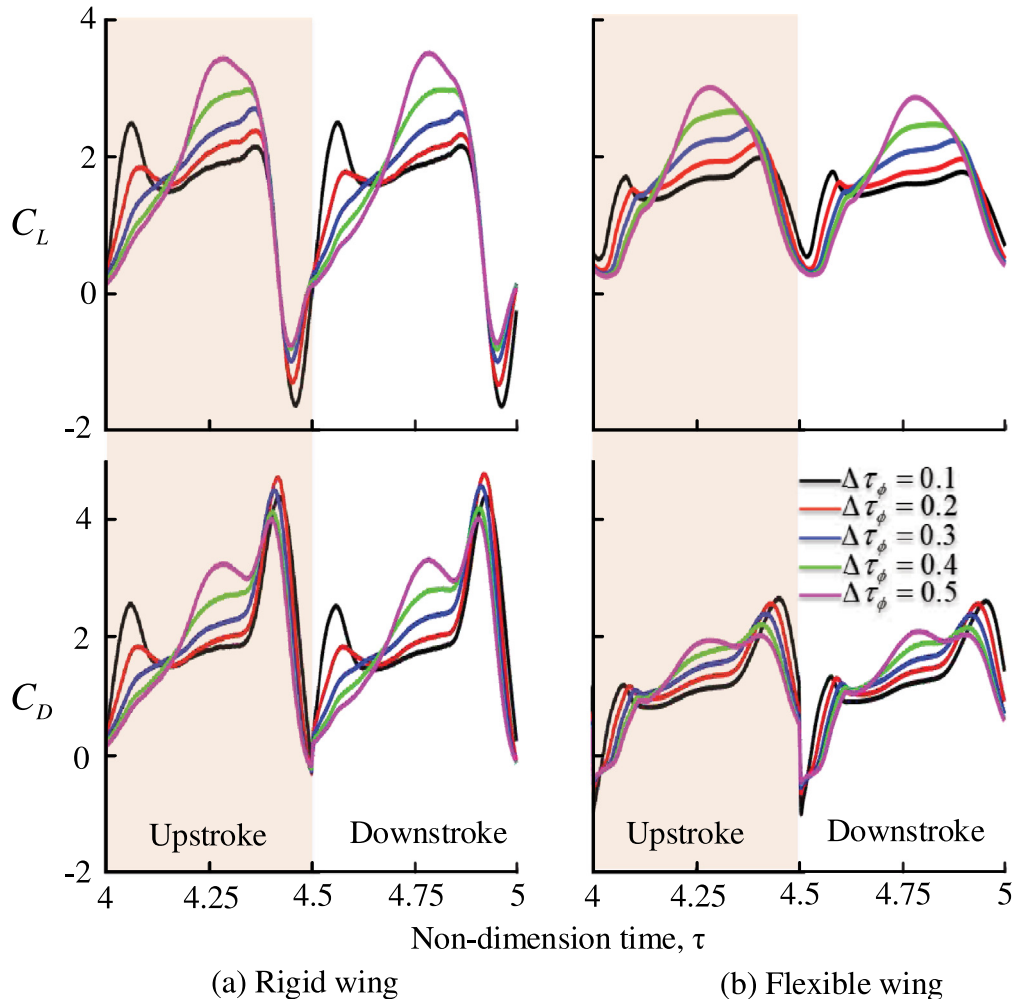 4
2
C_L
0
-2
4
Δτ_ϕ = 0.1
Δτ_ϕ = 0.2
Δτ_ϕ = 0.3
Δτ_ϕ = 0.4
Δτ_ϕ = 0.5
2
C_D
0
Upstroke Downstroke Upstroke Downstroke
-2
4 4.25 4.5 4.75 5 4 4.25 4.5 4.75 5
Non-dimension time, τ
(a) Rigid wing (b) Flexible wing